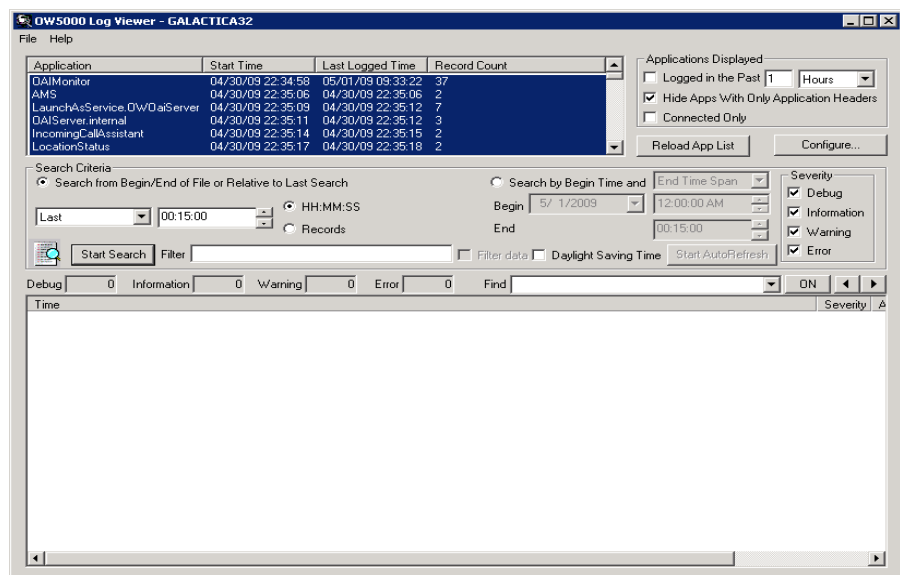 OW5000 Log Viewer - GALACTICA32
File Help
Application Start Time Last Logged Time Record Count
OAIMonitor 04/30/09 22:34:58 05/01/09 09:33:22 37
AMS 04/30/09 22:35:06 04/30/09 22:35:06 2
LaunchAsService.OWOaiServer 04/30/09 22:35:09 04/30/09 22:35:12 7
OAIServer.internal 04/30/09 22:35:11 04/30/09 22:35:12 3
IncomingCallAssistant 04/30/09 22:35:14 04/30/09 22:35:15 2
LocationStatus 04/30/09 22:35:17 04/30/09 22:35:18 2
Applications Displayed
Logged in the Past 1 Hours
Hide Apps With Only Application Headers
Connected Only
Reload App List Configure...
Search Criteria
Search from Begin/End of File or Relative to Last Search
Last 00:15:00 HH:MM:SS
Records
Search by Begin Time and End Time Span
Begin 5/ 1/2009 12:00:00 AM
End 00:15:00
Severity
Debug
Information
Warning
Error
Start Search Filter Filter data Daylight Saving Time Start AutoRefresh
Debug 0 Information 0 Warning 0 Error 0 Find ON
Time Severity A